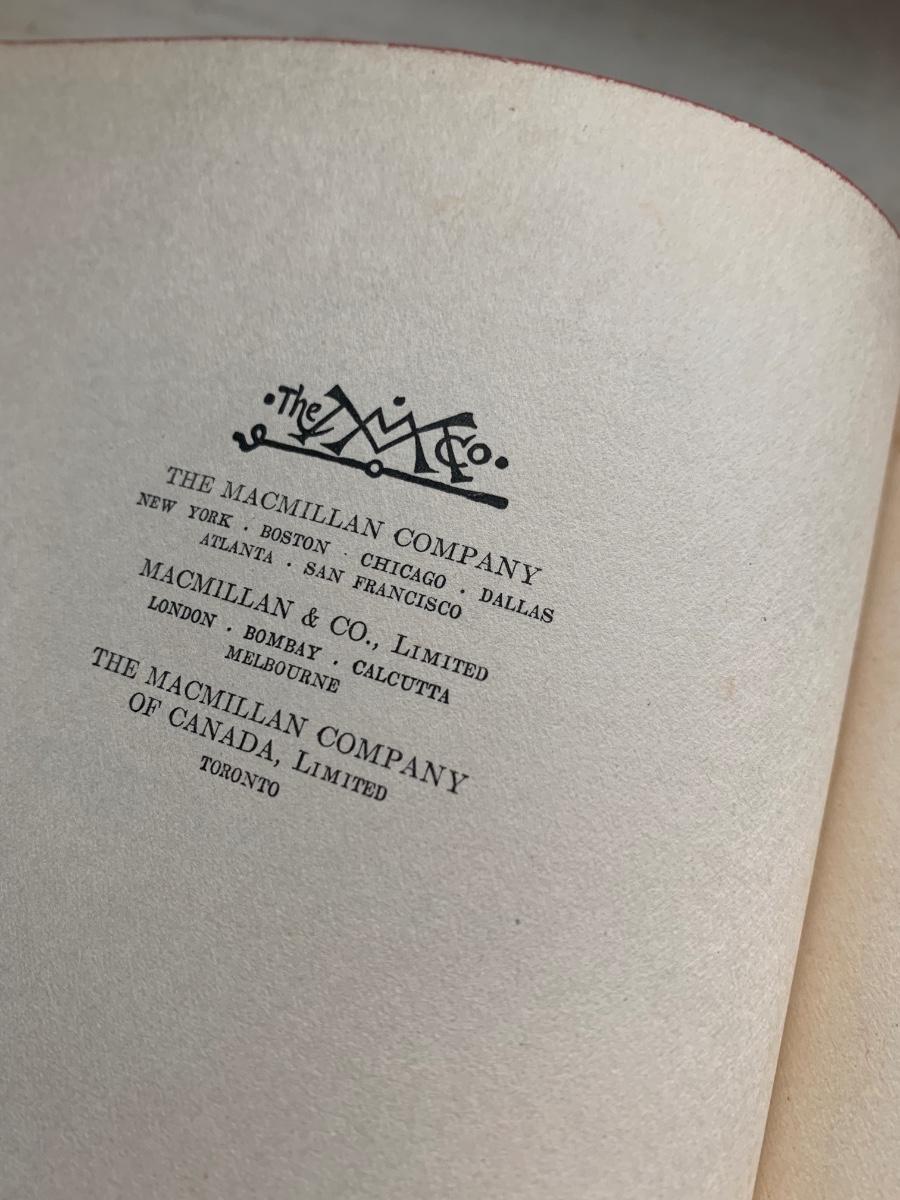 The MM Co.
THE MACMILLAN COMPANY
NEW YORK · BOSTON · CHICAGO · DALLAS
ATLANTA · SAN FRANCISCO
MACMILLAN & CO., LIMITED
LONDON · BOMBAY · CALCUTTA
MELBOURNE
THE MACMILLAN COMPANY
OF CANADA, LIMITED
TORONTO